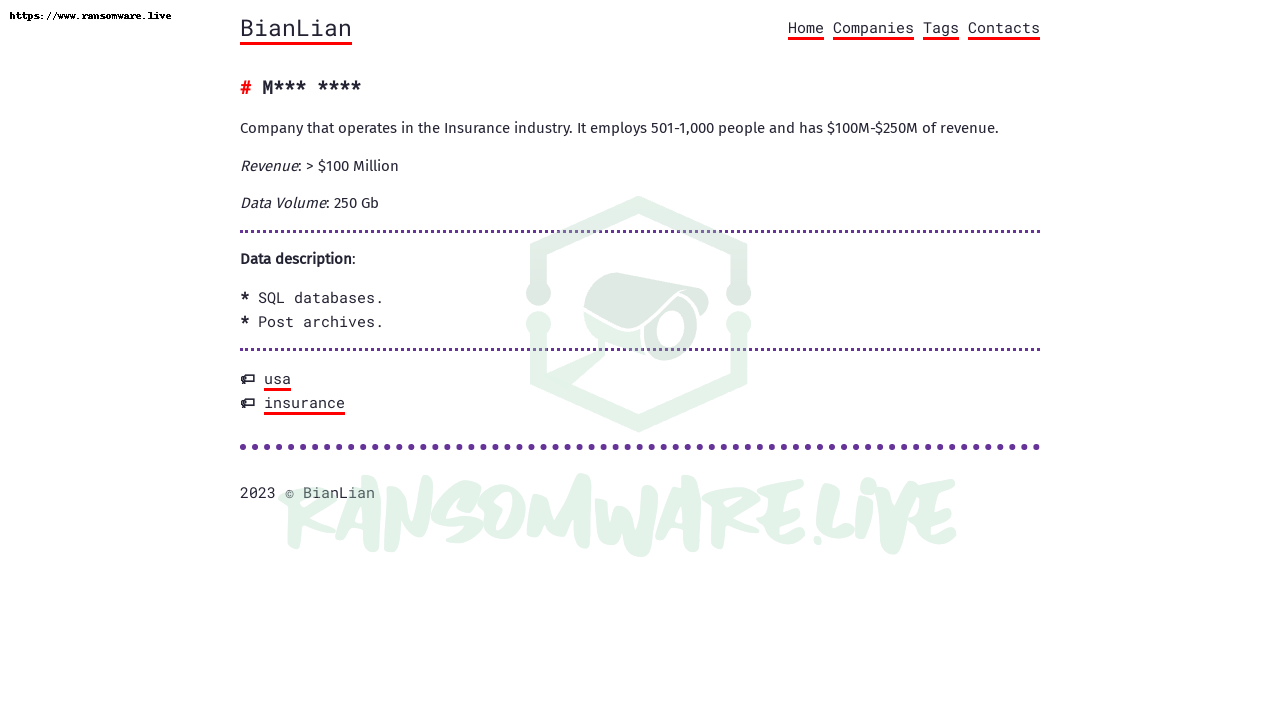 https://www.ransomware.live
BianLian
Home Companies Tags Contacts
# M*** ****
Company that operates in the Insurance industry. It employs 501-1,000 people and has $100M-$250M of revenue.
Revenue: > $100 Million
Data Volume: 250 Gb
Data description:
* SQL databases.
* Post archives.
usa
insurance
2023 © BianLian
RANSOMWARE.LIVE